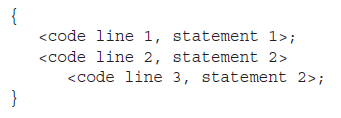 {
<code line 1, statement 1>;
<code line 2, statement 2>
<code line 3, statement 2>;
}